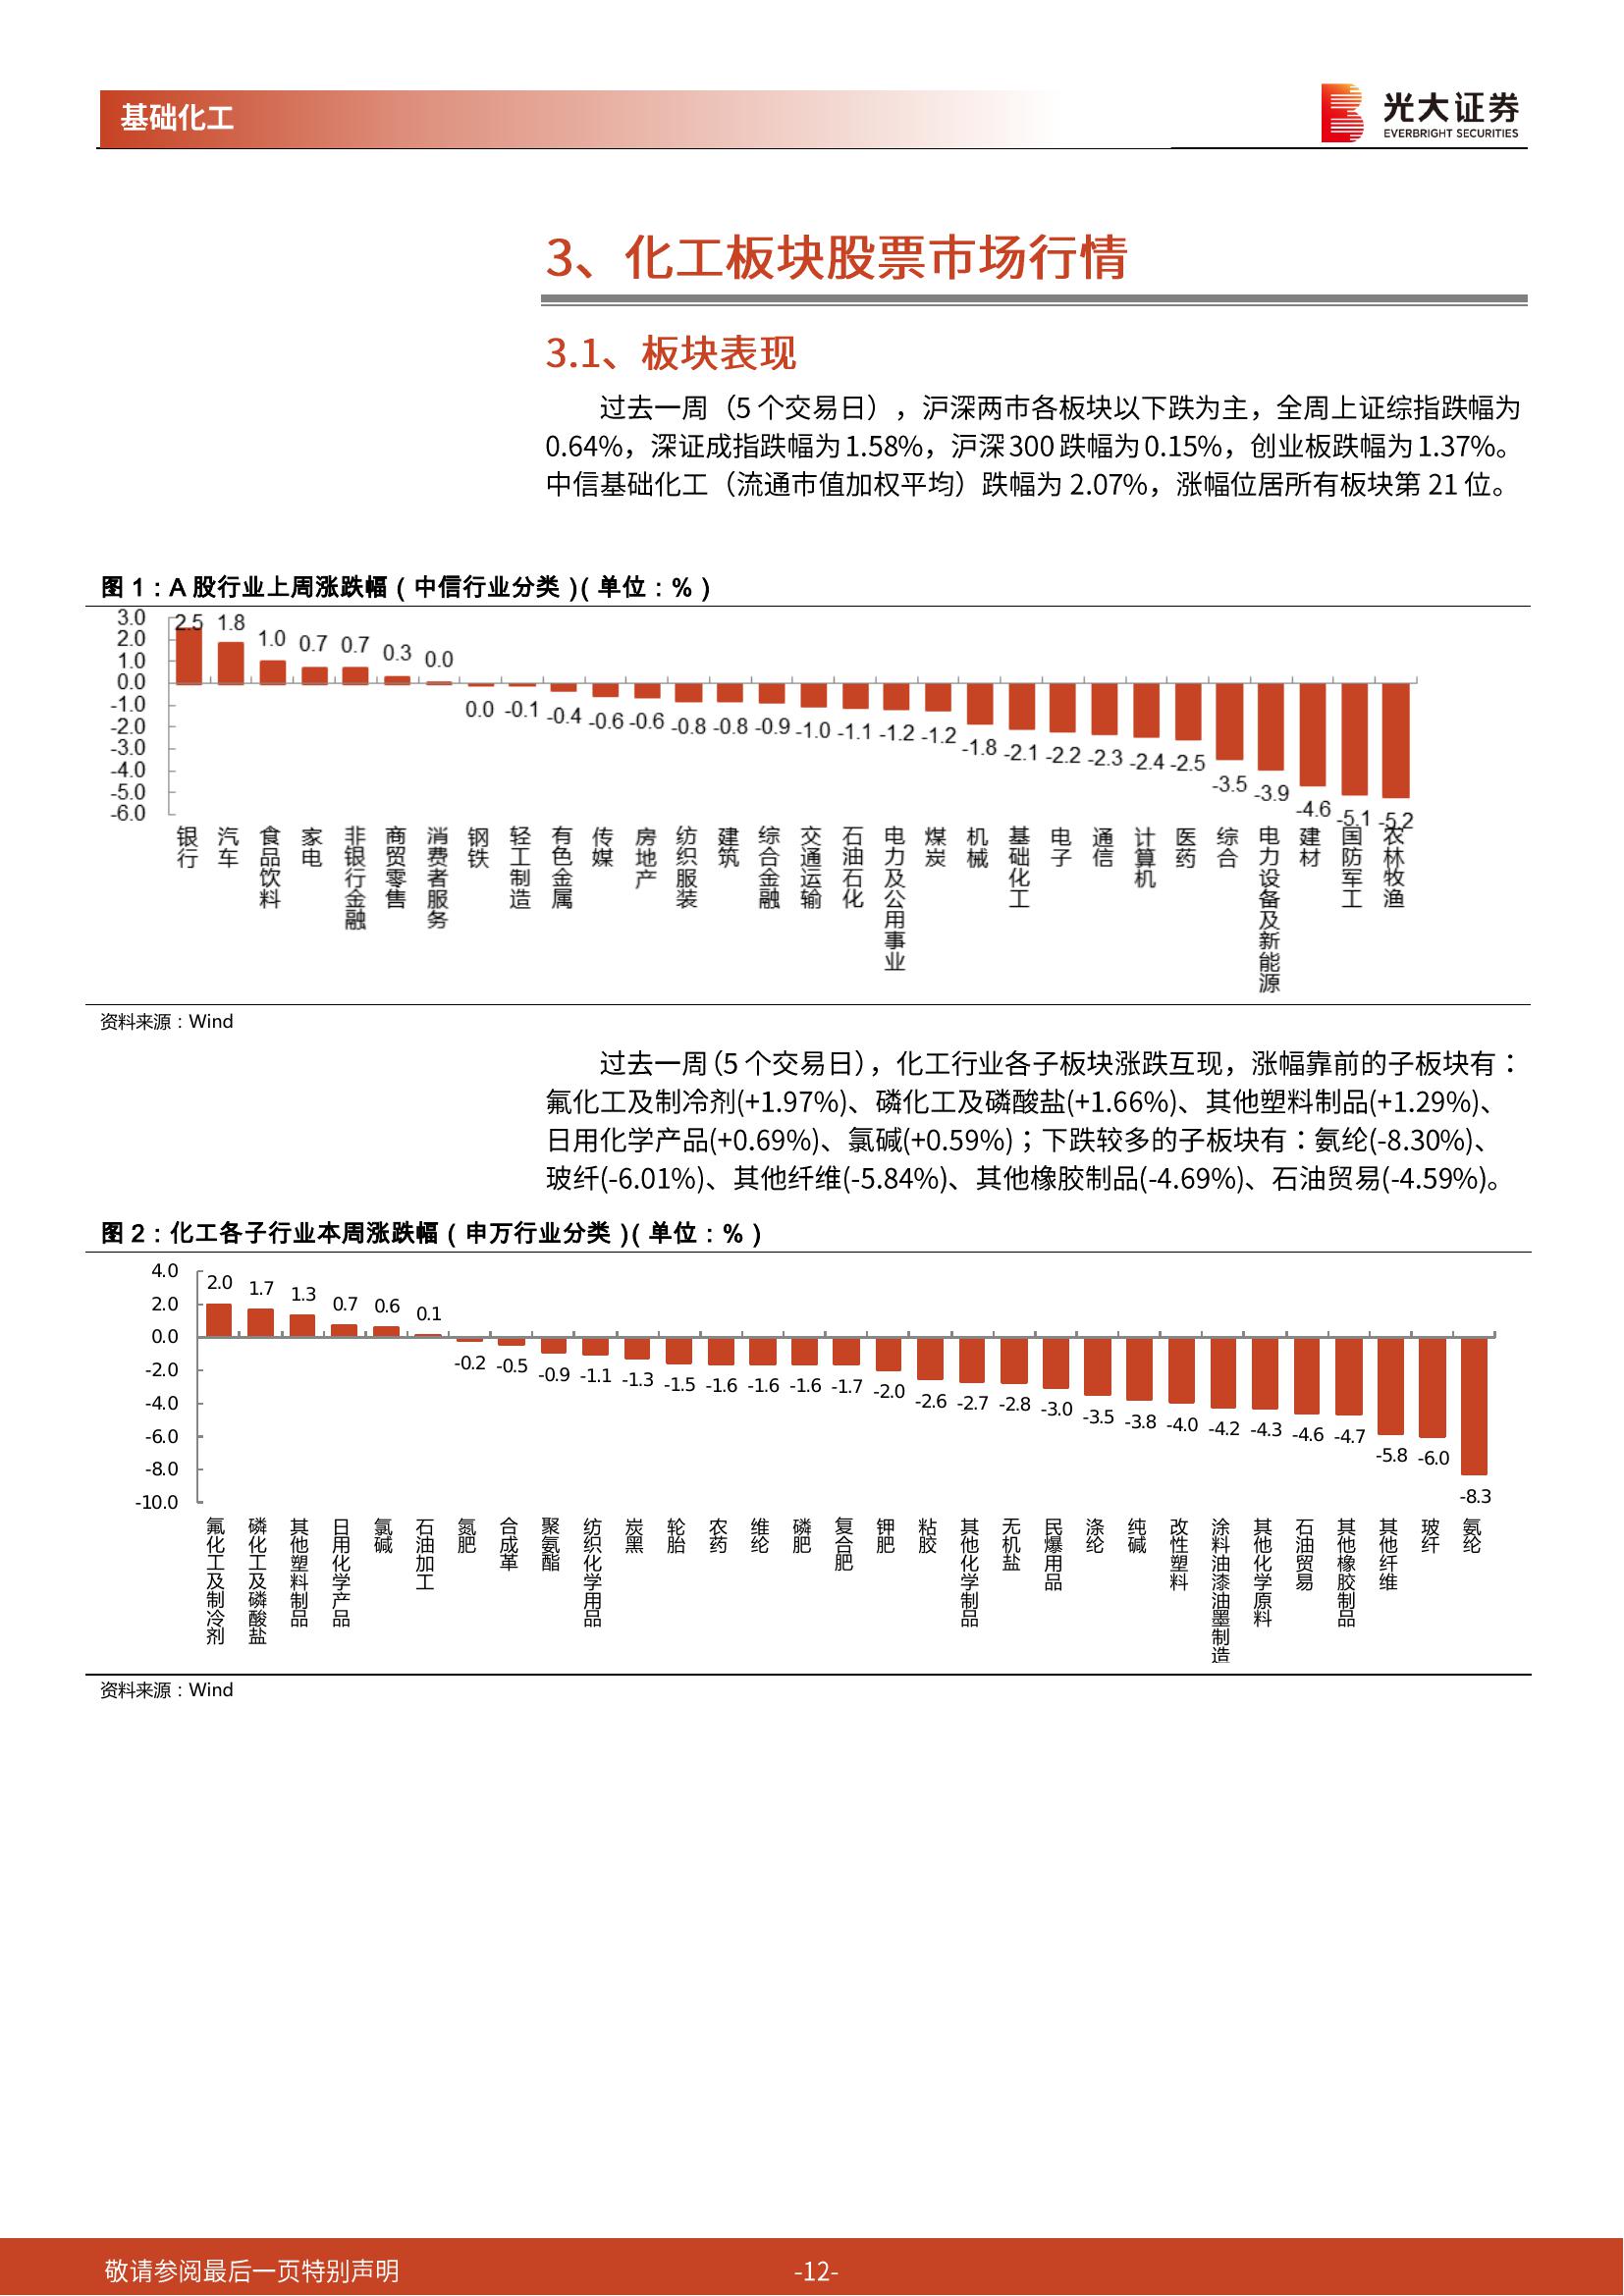 基础化工
光大证券
EVERBRIGHT SECURITIES
3、化工板块股票市场行情
3.1、板块表现
过去一周（5 个交易日），沪深两市各板块以下跌为主，全周上证综指跌幅为
0.64%，深证成指跌幅为 1.58%，沪深 300 跌幅为 0.15%，创业板跌幅为 1.37%。
中信基础化工（流通市值加权平均）跌幅为 2.07%，涨幅位居所有板块第 21 位。
图 1：A 股行业上周涨跌幅（中信行业分类）(单位：%）
3.0
2.0
1.0
0.0
-1.0
-2.0
-3.0
-4.0
-5.0
-6.0
2.5 1.8 1.0 0.7 0.7 0.3 0.0 0.0 -0.1 -0.4 -0.6 -0.6 -0.8 -0.8 -0.9 -1.0 -1.1 -1.2 -1.2 -1.8 -2.1 -2.2 -2.3 -2.4 -2.5 -3.5 -3.9 -4.6 -5.1 -5.2
银行
汽车
食品饮料
家电
非银行金融
商贸零售
消费者服务
钢铁
轻工制造
有色金属
传媒
房地产
纺织服装
建筑
综合金融
交通运输
石油石化
电力及公用事业
煤炭
机械
基础化工
电子
通信
计算机
医药
综合
电力设备及新能源
建材
国防军工
农林牧渔
资料来源：Wind
过去一周（5 个交易日），化工行业各子板块涨跌互现，涨幅靠前的子板块有：
氟化工及制冷剂(+1.97%)、磷化工及磷酸盐(+1.66%)、其他塑料制品(+1.29%)、
日用化学产品(+0.69%)、氯碱(+0.59%)；下跌较多的子板块有：氨纶(-8.30%)、
玻纤(-6.01%)、其他纤维(-5.84%)、其他橡胶制品(-4.69%)、石油贸易(-4.59%)。
图 2：化工各子行业本周涨跌幅（申万行业分类）(单位：%）
4.0
2.0
0.0
-2.0
-4.0
-6.0
-8.0
-10.0
2.0 1.7 1.3 0.7 0.6 0.1 -0.2 -0.5 -0.9 -1.1 -1.3 -1.5 -1.6 -1.6 -1.6 -1.7 -2.0 -2.6 -2.7 -2.8 -3.0 -3.5 -3.8 -4.0 -4.2 -4.3 -4.6 -4.7 -5.8 -6.0 -8.3
氟化工及制冷剂
磷化工及磷酸盐
其他塑料制品
日用化学产品
氯碱
石油加工
氮肥
合成革
聚氨酯
纺织化学用品
炭黑
轮胎
农药
维纶
磷肥
复合肥
钾肥
粘胶
其他化学制品
无机盐
民爆用品
涤纶
纯碱
改性塑料
涂料油漆油墨制造
其他化学原料
石油贸易
其他橡胶制品
其他纤维
玻纤
氨纶
资料来源：Wind
敬请参阅最后一页特别声明
-12-